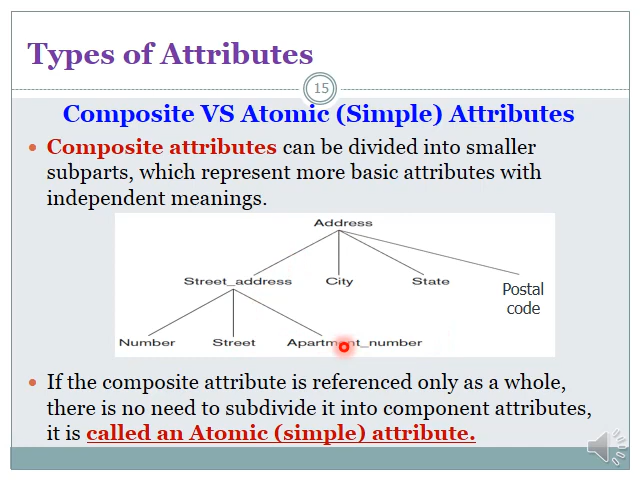 Types of Attributes
15
Composite VS Atomic (Simple) Attributes
• Composite attributes can be divided into smaller
subparts, which represent more basic attributes with
independent meanings.
Address
Street_address City State Postal
code
Number Street Apartment_number
• If the composite attribute is referenced only as a whole,
there is no need to subdivide it into component attributes,
it is called an Atomic (simple) attribute.